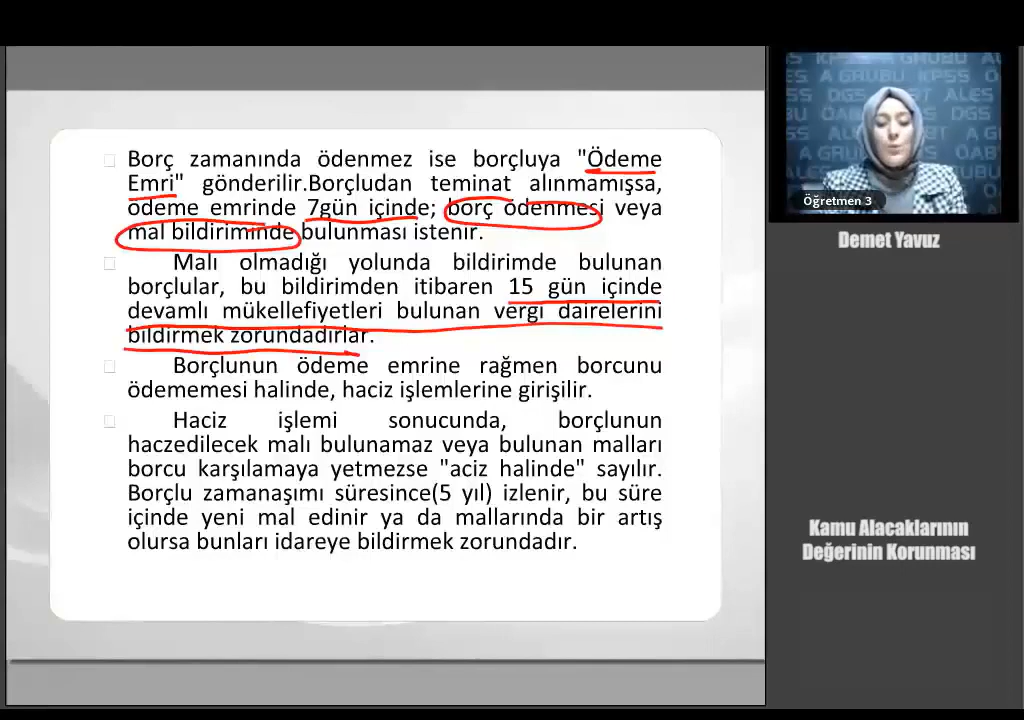 Borç zamanında ödenmez ise borçluya "Ödeme
Emri" gönderilir.Borçludan teminat alınmamışsa,
ödeme emrinde 7gün içinde; borç ödenmesi veya
mal bildiriminde bulunması istenir.
Malı olmadığı yolunda bildirimde bulunan
borçlular, bu bildirimden itibaren 15 gün içinde
devamlı mükellefiyetleri bulunan vergi dairelerini
bildirmek zorundadırlar.
Borçlunun ödeme emrine rağmen borcunu
ödememesi halinde, haciz işlemlerine girişilir.
Haciz işlemi sonucunda, borçlunun
haczedilecek malı bulunamaz veya bulunan malları
borcu karşılamaya yetmezse "aciz halinde" sayılır.
Borçlu zamanaşımı süresince(5 yıl) izlenir, bu süre
içinde yeni mal edinir ya da mallarında bir artış
olursa bunları idareye bildirmek zorundadır.
A GRUBU KPSS
DGS
ALES
Öğretmen 3
Demet Yavuz
Kamu Alacaklarının
Değerinin Korunması